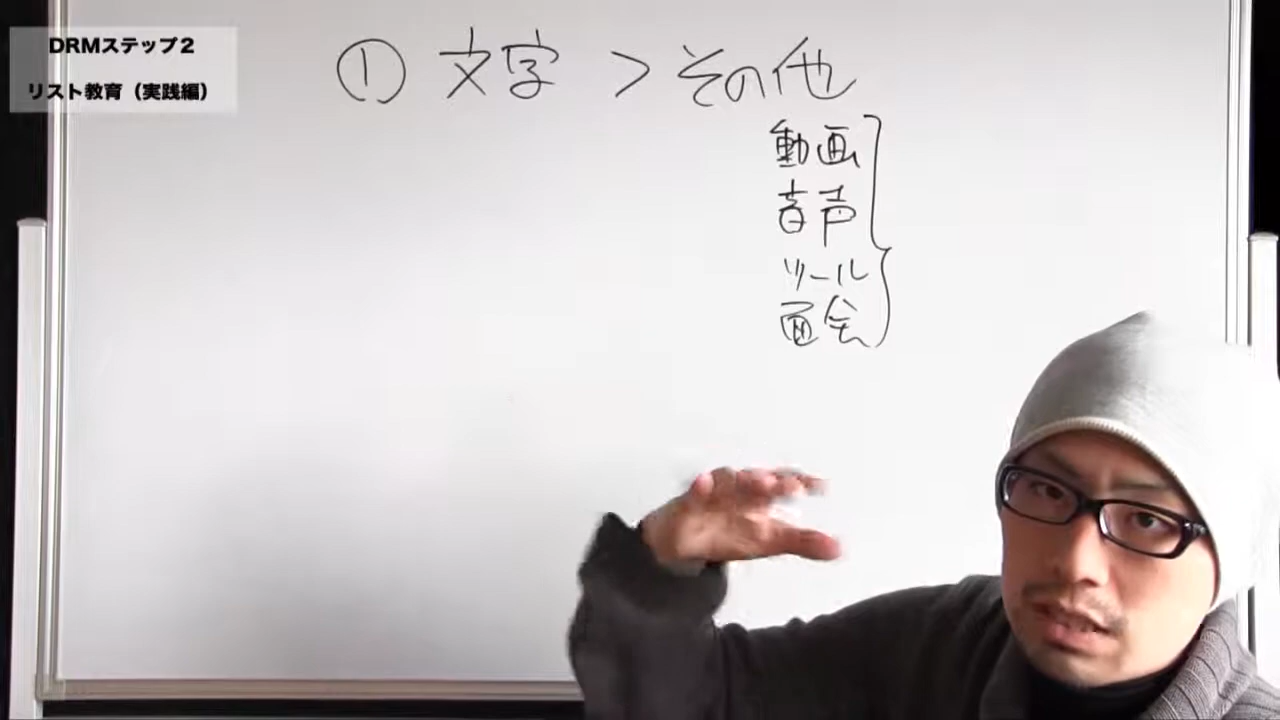 DRMステップ2
リスト教育（実践編）
① 文字 > その他
動画
音声
ツール
面会